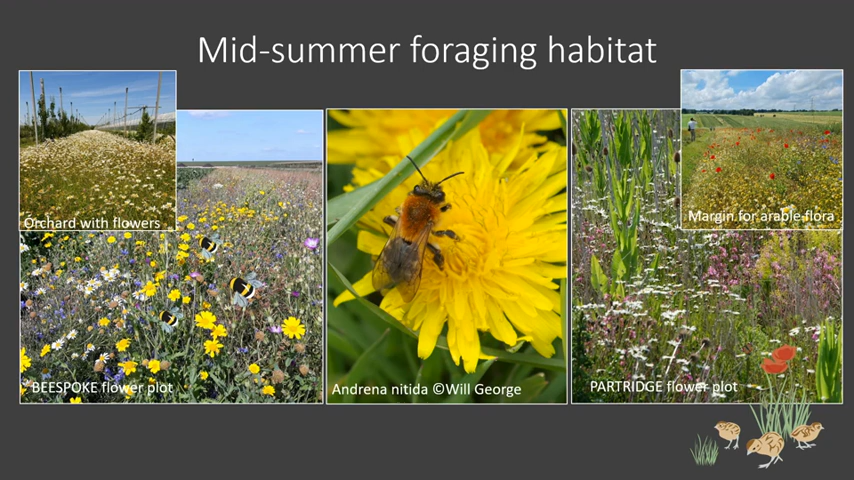 Mid-summer foraging habitat
Orchard with flowers
Margin for arable flora
BEESPOKE flower plot
Andrena nitida ©Will George
PARTRIDGE flower plot